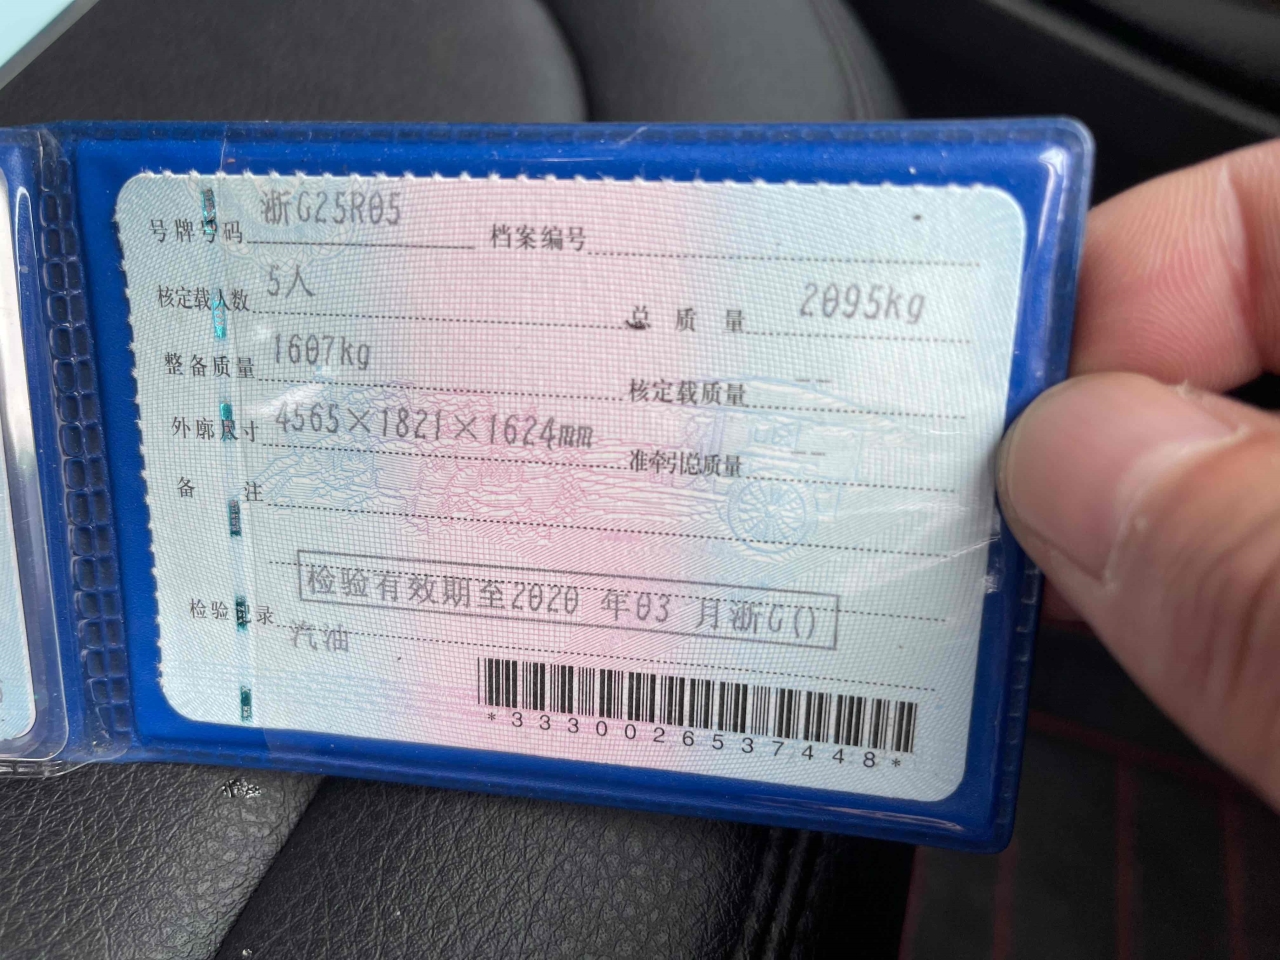 号牌号码 浙G25R05 档案编号
核定载人数 5人 总质量 2095kg
整备质量 1607kg 核定载质量 --
外廓尺寸 4565×1821×1624mm 准牵引总质量 --
备注
检验有效期至2020 年03 月浙G()
检验记录
汽油
*3330026537448*